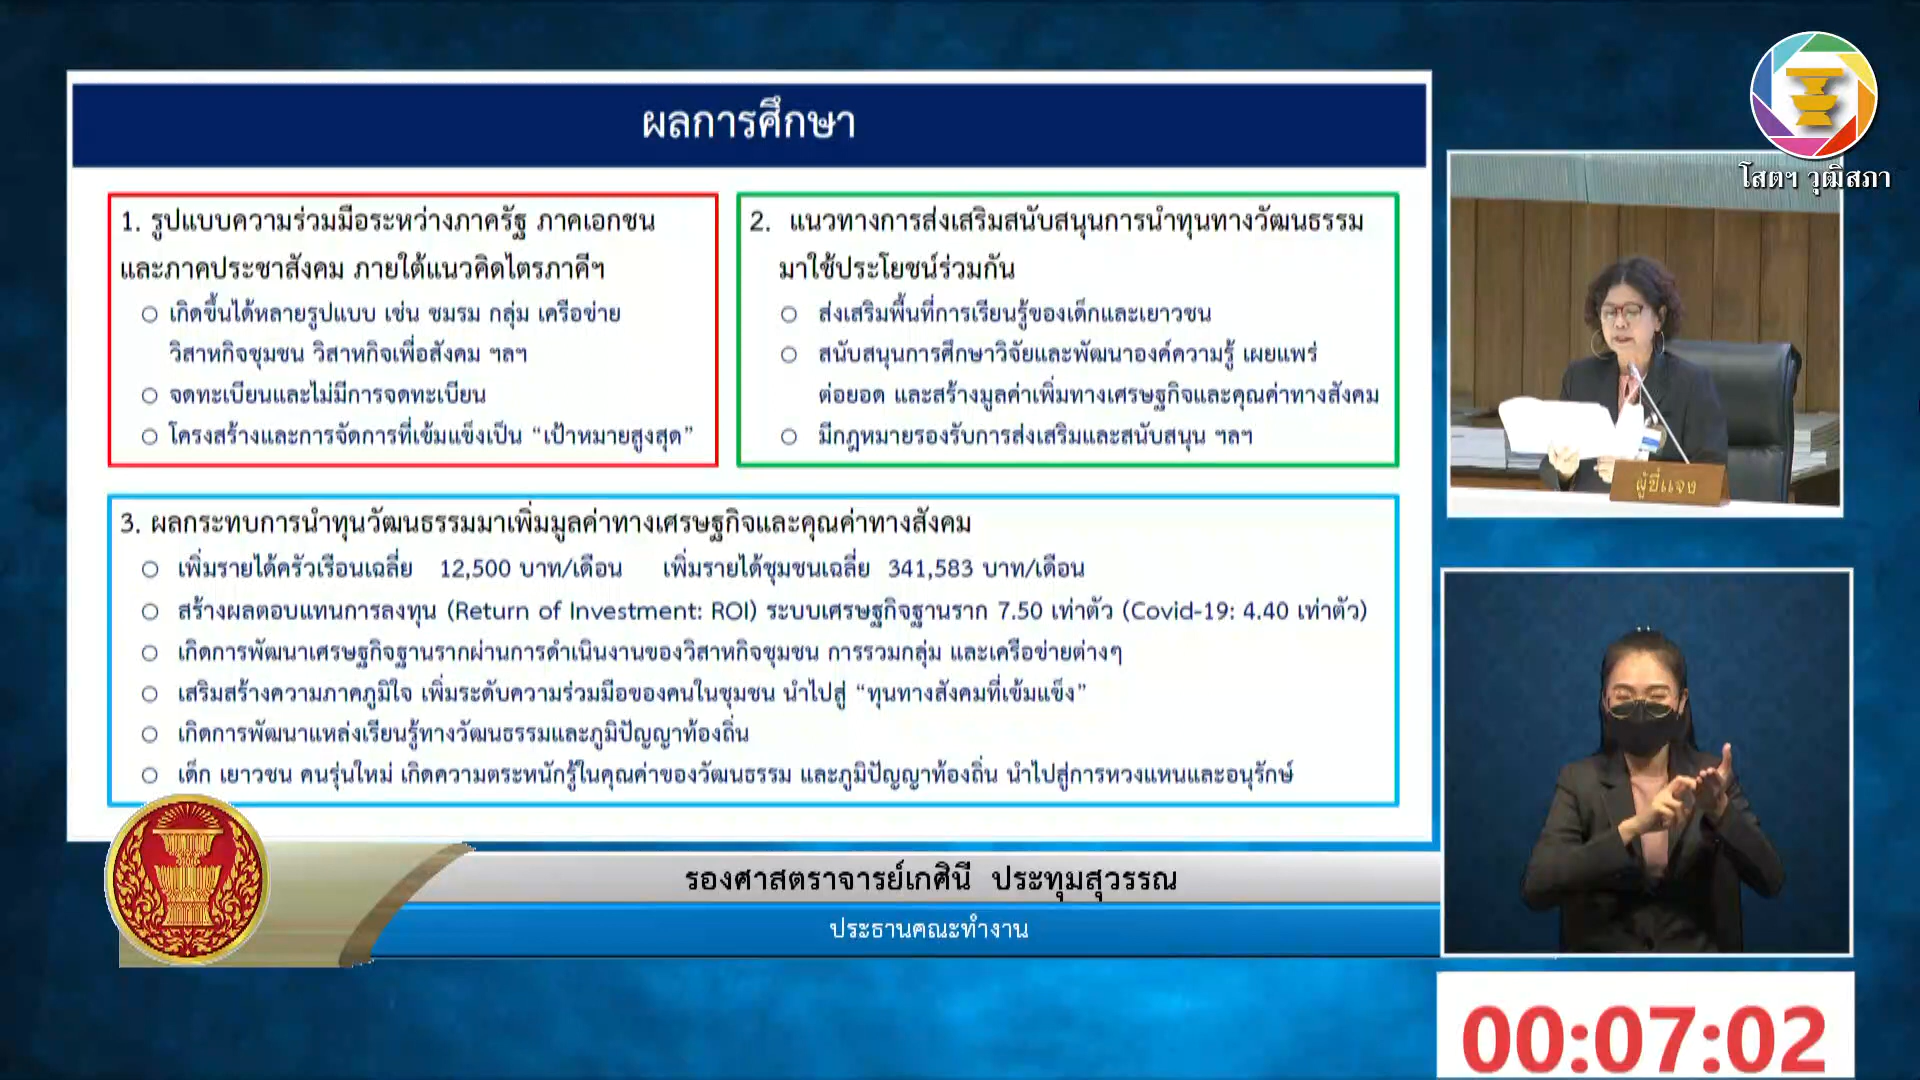 ผลการศึกษา
1. รูปแบบความร่วมมือระหว่างภาครัฐ ภาคเอกชน
และภาคประชาสังคม ภายใต้แนวคิดไตรภาคีฯ
○ เกิดขึ้นได้หลายรูปแบบ เช่น ชมรม กลุ่ม เครือข่าย
วิสาหกิจชุมชน วิสาหกิจเพื่อสังคม ฯลฯ
○ จดทะเบียนและไม่มีการจดทะเบียน
○ โครงสร้างและการจัดการที่เข้มแข็งเป็น “เป้าหมายสูงสุด”
2. แนวทางการส่งเสริมสนับสนุนการนำทุนทางวัฒนธรรม
มาใช้ประโยชน์ร่วมกัน
○ ส่งเสริมพื้นที่การเรียนรู้ของเด็กและเยาวชน
○ สนับสนุนการศึกษาวิจัยและพัฒนาองค์ความรู้ เผยแพร่
ต่อยอด และสร้างมูลค่าเพิ่มทางเศรษฐกิจและคุณค่าทางสังคม
○ มีกฎหมายรองรับการส่งเสริมและสนับสนุน ฯลฯ
3. ผลกระทบการนำทุนวัฒนธรรมมาเพิ่มมูลค่าทางเศรษฐกิจและคุณค่าทางสังคม
○ เพิ่มรายได้ครัวเรือนเฉลี่ย 12,500 บาท/เดือน เพิ่มรายได้ชุมชนเฉลี่ย 341,583 บาท/เดือน
○ สร้างผลตอบแทนการลงทุน (Return of Investment: ROI) ระบบเศรษฐกิจฐานราก 7.50 เท่าตัว (Covid-19: 4.40 เท่าตัว)
○ เกิดการพัฒนาเศรษฐกิจฐานรากผ่านการดำเนินงานของวิสาหกิจชุมชน การรวมกลุ่ม และเครือข่ายต่างๆ
○ เสริมสร้างความภาคภูมิใจ เพิ่มระดับความร่วมมือของคนในชุมชน นำไปสู่ “ทุนทางสังคมที่เข้มแข็ง”
○ เกิดการพัฒนาแหล่งเรียนรู้ทางวัฒนธรรมและภูมิปัญญาท้องถิ่น
○ เด็ก เยาวชน คนรุ่นใหม่ เกิดความตระหนักรู้ในคุณค่าของวัฒนธรรม และภูมิปัญญาท้องถิ่น นำไปสู่การหวงแหนและอนุรักษ์
โสตฯ วุฒิสภา
ผู้ชี้แจง
รองศาสตราจารย์เกศินี ประทุมสุวรรณ
ประธานคณะทำงาน
00:07:02